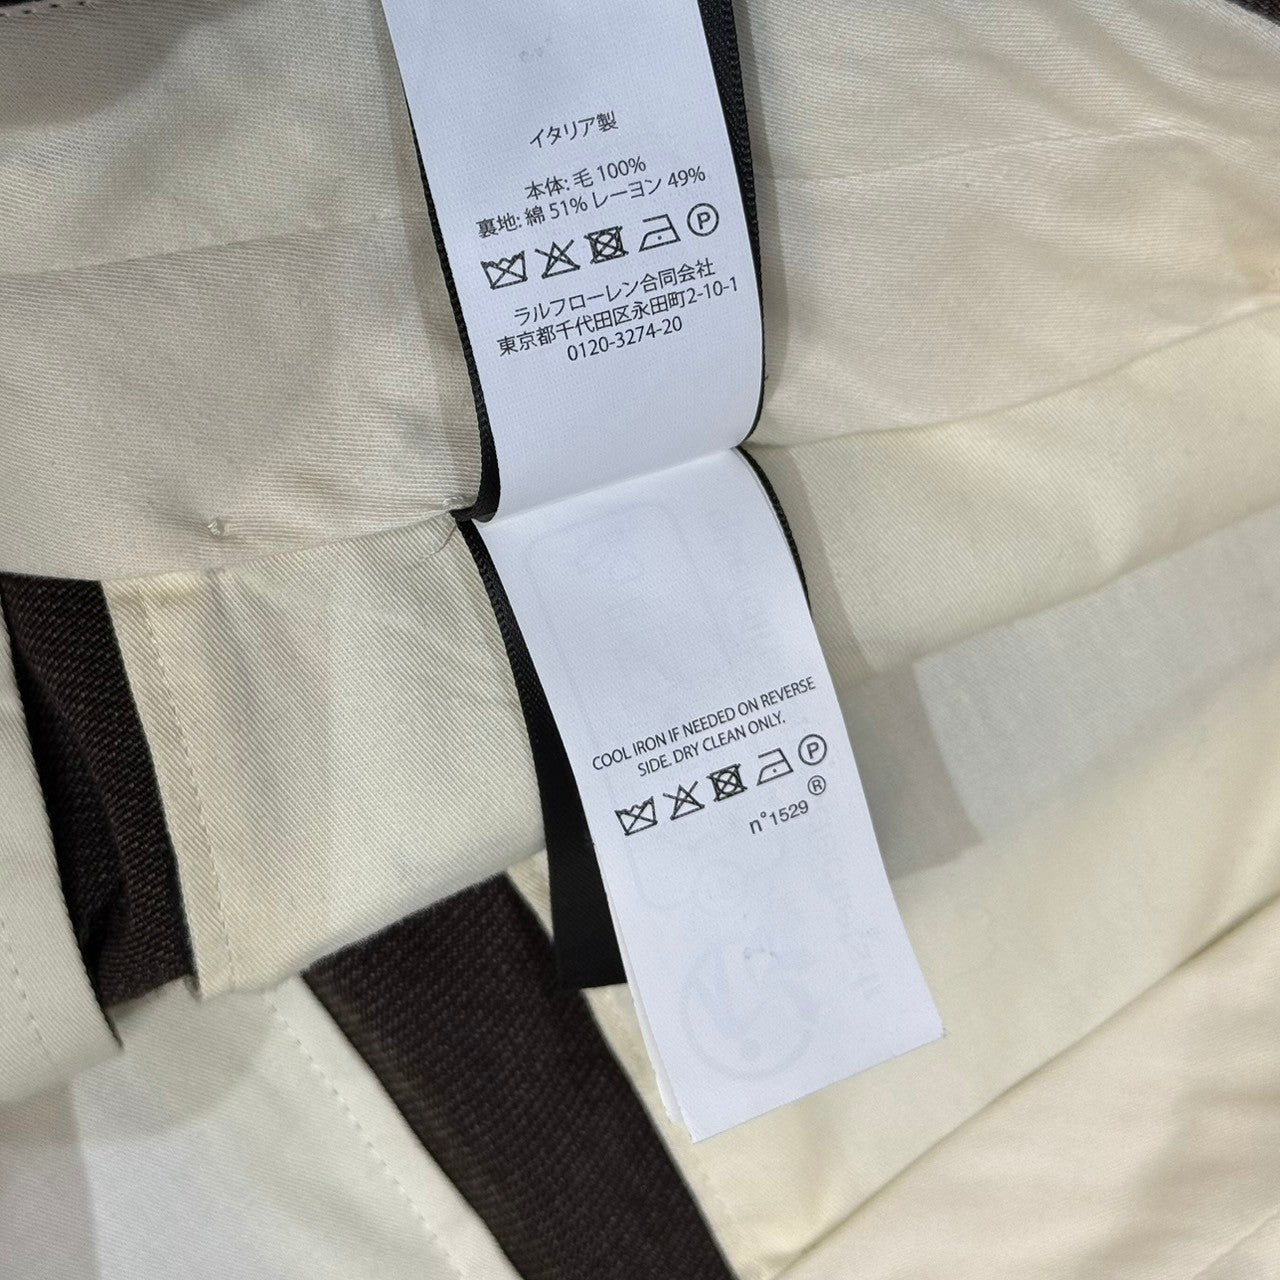 イタリア製
本体: 毛 100%
裏地: 綿 51% レーヨン 49%
P
ラルフローレン合同会社
東京都千代田区永田町2-10-1
0120-3274-20
COOL IRON IF NEEDED ON REVERSE
SIDE. DRY CLEAN ONLY.
P
®
n°1529